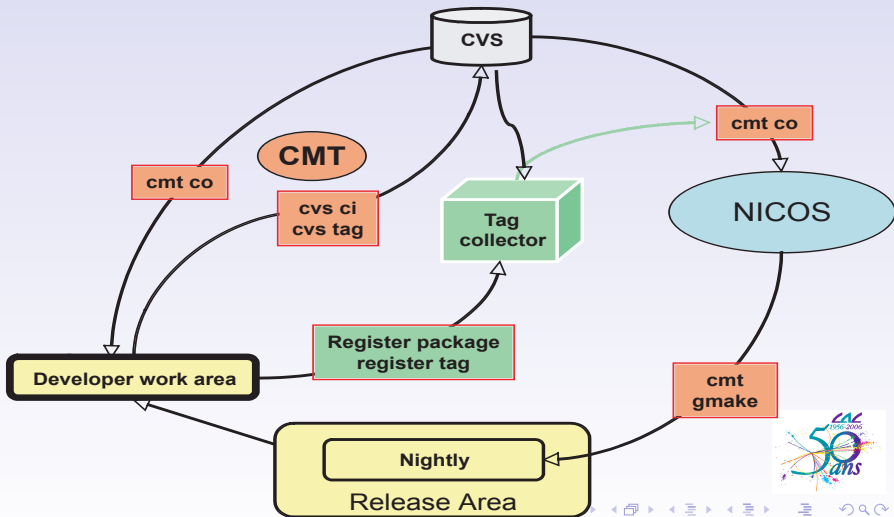 CVS
cmt co
CMT
cmt co
cvs ci
cvs tag
Tag
collector
NICOS
Register package
register tag
Developer work area
cmt
gmake
Nightly
Release Area
LAL
1956-2006
50
ans